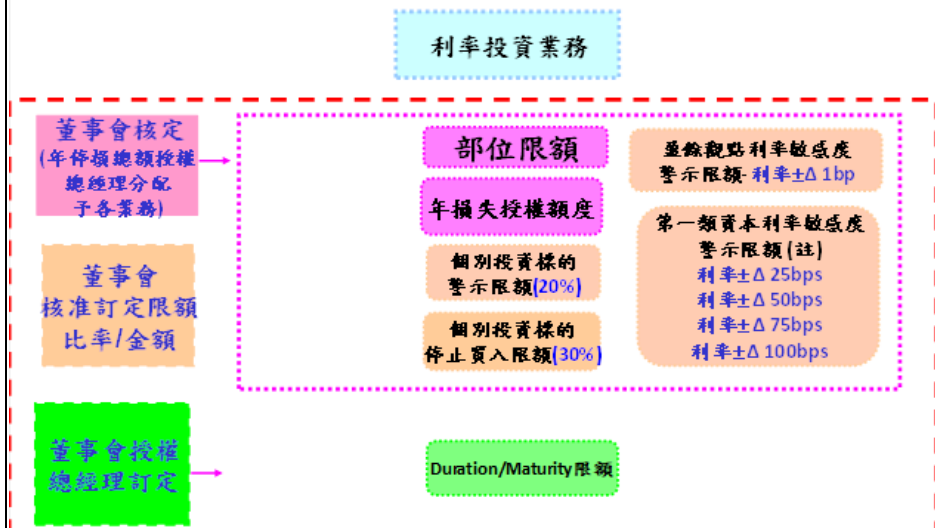 利率投資業務
董事會核定
(年停損總額授權
總經理分配
予各業務)
部位限額
年損失授權額度
個別投資標的
警示限額(20%)
個別投資標的
停止買入限額(30%)
盈餘觀點利率敏感度
警示限額-利率±Δ 1bp
第一類資本利率敏感度
警示限額(註)
利率±Δ 25bps
利率±Δ 50bps
利率±Δ 75bps
利率±Δ 100bps
董事會
核准訂定限額
比率/金額
董事會授權
總經理訂定
Duration/Maturity限額